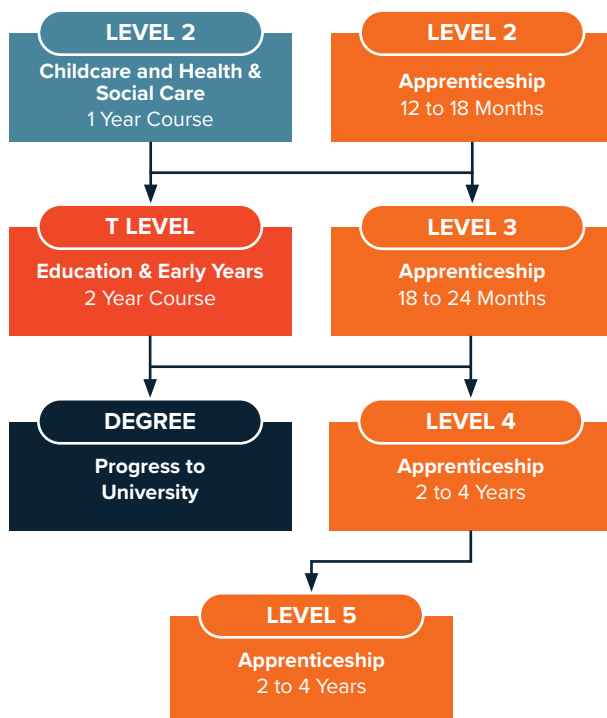 LEVEL 2
Childcare and Health &
Social Care
1 Year Course
LEVEL 2
Apprenticeship
12 to 18 Months
T LEVEL
Education & Early Years
2 Year Course
LEVEL 3
Apprenticeship
18 to 24 Months
DEGREE
Progress to
University
LEVEL 4
Apprenticeship
2 to 4 Years
LEVEL 5
Apprenticeship
2 to 4 Years